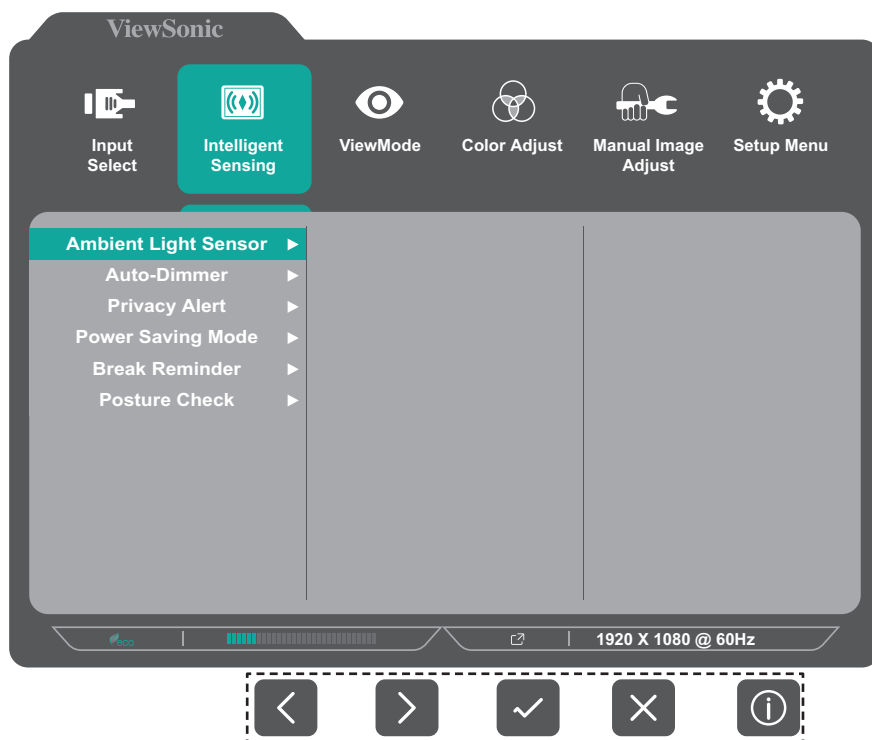 ViewSonic
Input Select
Intelligent Sensing
ViewMode
Color Adjust
Manual Image Adjust
Setup Menu
Ambient Light Sensor
Auto-Dimmer
Privacy Alert
Power Saving Mode
Break Reminder
Posture Check
eco
1920 X 1080 @ 60Hz